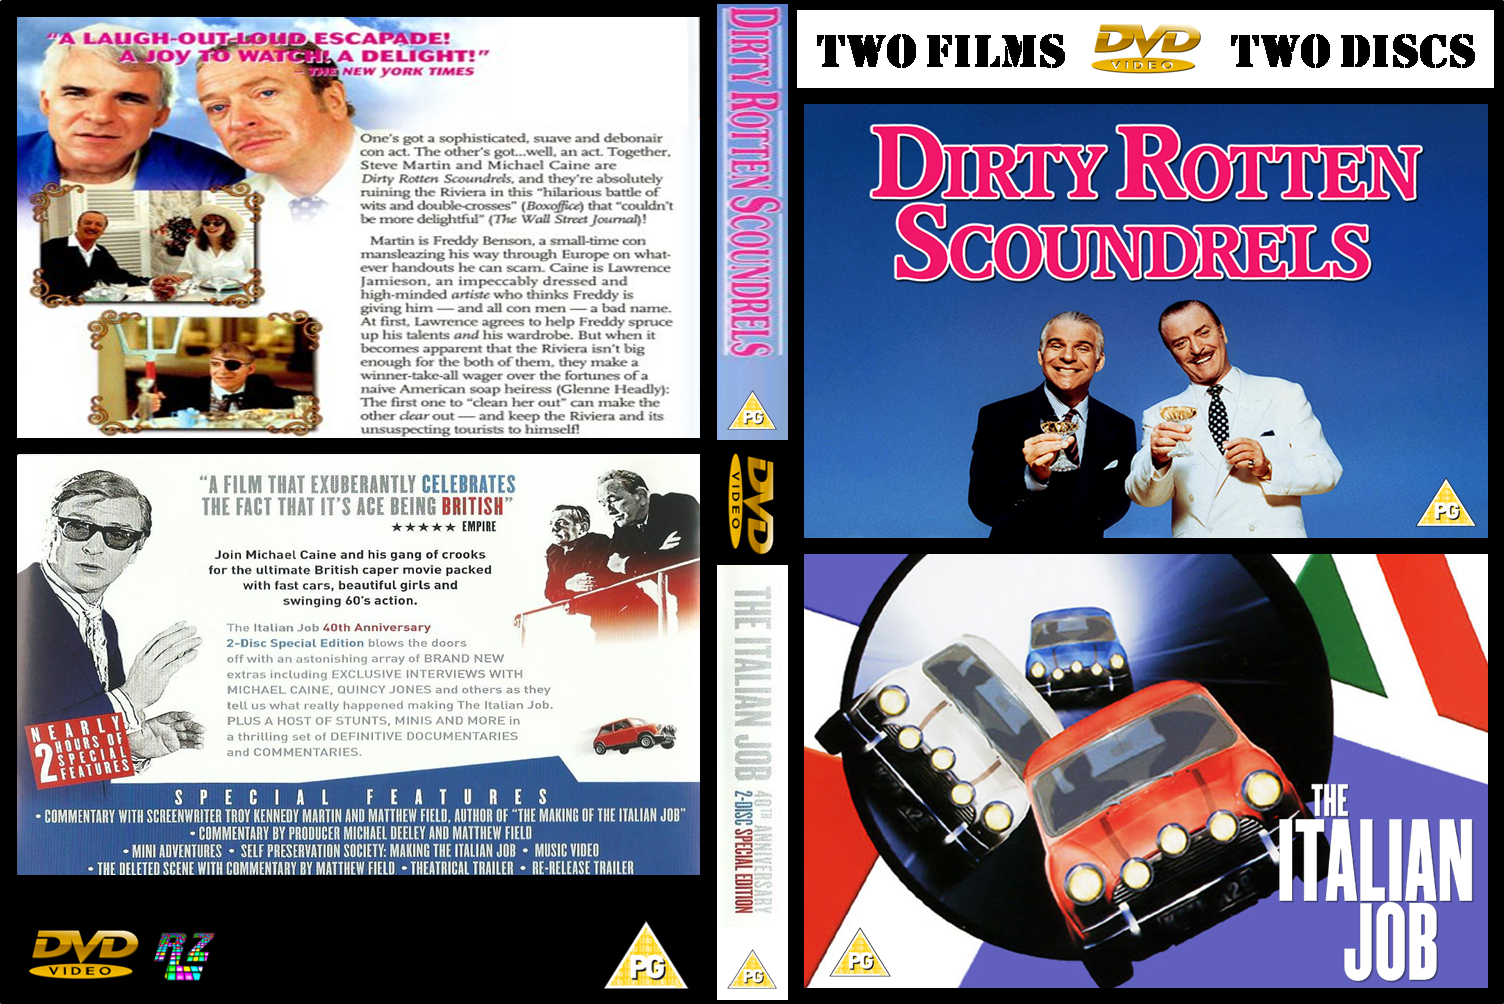 "A LAUGH-OUT-LOUD ESCAPADE!
A JOY TO WATCH! A DELIGHT!"
– THE NEW YORK TIMES
One's got a sophisticated, suave and debonair
con act. The other's got...well, an act. Together,
Steve Martin and Michael Caine are
Dirty Rotten Scoundrels, and they're absolutely
ruining the Riviera in this "hilarious battle of
wits and double-crosses" (Boxoffice) that "couldn't
be more delightful" (The Wall Street Journal)!
Martin is Freddy Benson, a small-time con
mansleazing his way through Europe on what-
ever handouts he can scam. Caine is Lawrence
Jamieson, an impeccably dressed and
high-minded artiste who thinks Freddy is
giving him — and all con men — a bad name.
At first, Lawrence agrees to help Freddy spruce
up his talents and his wardrobe. But when it
becomes apparent that the Riviera isn't big
enough for the both of them, they make a
winner-take-all wager over the fortunes of a
naive American soap heiress (Glenne Headly):
The first one to "clean her out" can make the
other clear out — and keep the Riviera and its
unsuspecting tourists to himself!
"A FILM THAT EXUBERANTLY CELEBRATES
THE FACT THAT IT'S ACE BEING BRITISH"
★★★★★ EMPIRE
Join Michael Caine and his gang of crooks
for the ultimate British caper movie packed
with fast cars, beautiful girls and
swinging 60's action.
The Italian Job 40th Anniversary
2-Disc Special Edition blows the doors
off with an astonishing array of BRAND NEW
extras including EXCLUSIVE INTERVIEWS WITH
MICHAEL CAINE, QUINCY JONES and others as they
tell us what really happened making The Italian Job.
PLUS A HOST OF STUNTS, MINIS AND MORE in
a thrilling set of DEFINITIVE DOCUMENTARIES
and COMMENTARIES.
NEARLY
2 HOURS OF
SPECIAL
FEATURES
SPECIAL FEATURES
• COMMENTARY WITH SCREENWRITER TROY KENNEDY MARTIN AND MATTHEW FIELD, AUTHOR OF "THE MAKING OF THE ITALIAN JOB"
• COMMENTARY BY PRODUCER MICHAEL DEELEY AND MATTHEW FIELD
• MINI ADVENTURES • SELF PRESERVATION SOCIETY: MAKING THE ITALIAN JOB • MUSIC VIDEO
• THE DELETED SCENE WITH COMMENTARY BY MATTHEW FIELD • THEATRICAL TRAILER • RE-RELEASE TRAILER
DVD
VIDEO
RZ
PG
DIRTY ROTTEN SCOUNDRELS
PG
DVD
VIDEO
THE ITALIAN JOB
40TH ANNIVERSARY
2-DISC SPECIAL EDITION
PG
TWO FILMS
DVD
VIDEO
TWO DISCS
DIRTY ROTTEN
SCOUNDRELS
PG
THE
ITALIAN
JOB
PG